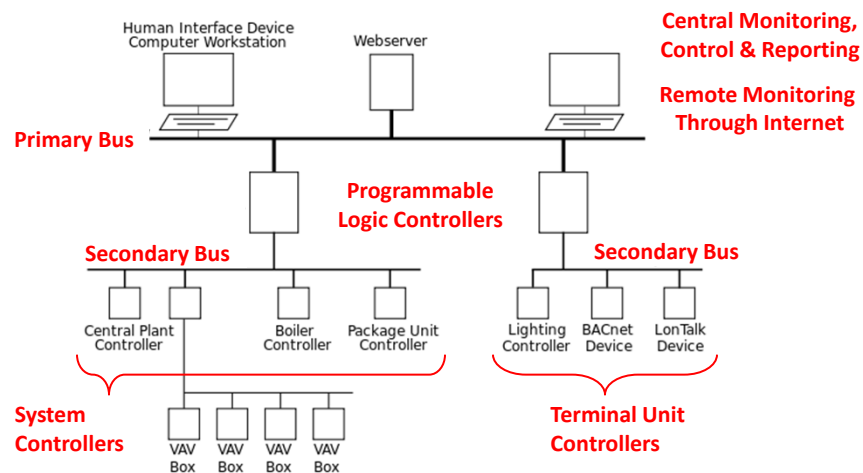 Human Interface Device
Computer Workstation
Webserver
Central Monitoring,
Control & Reporting
Remote Monitoring
Through Internet
Primary Bus
Programmable
Logic Controllers
Secondary Bus
Secondary Bus
Central Plant
Controller
Boiler
Controller
Package Unit
Controller
Lighting
Controller
BACnet
Device
LonTalk
Device
System
Controllers
Terminal Unit
Controllers
VAV
Box
VAV
Box
VAV
Box
VAV
Box